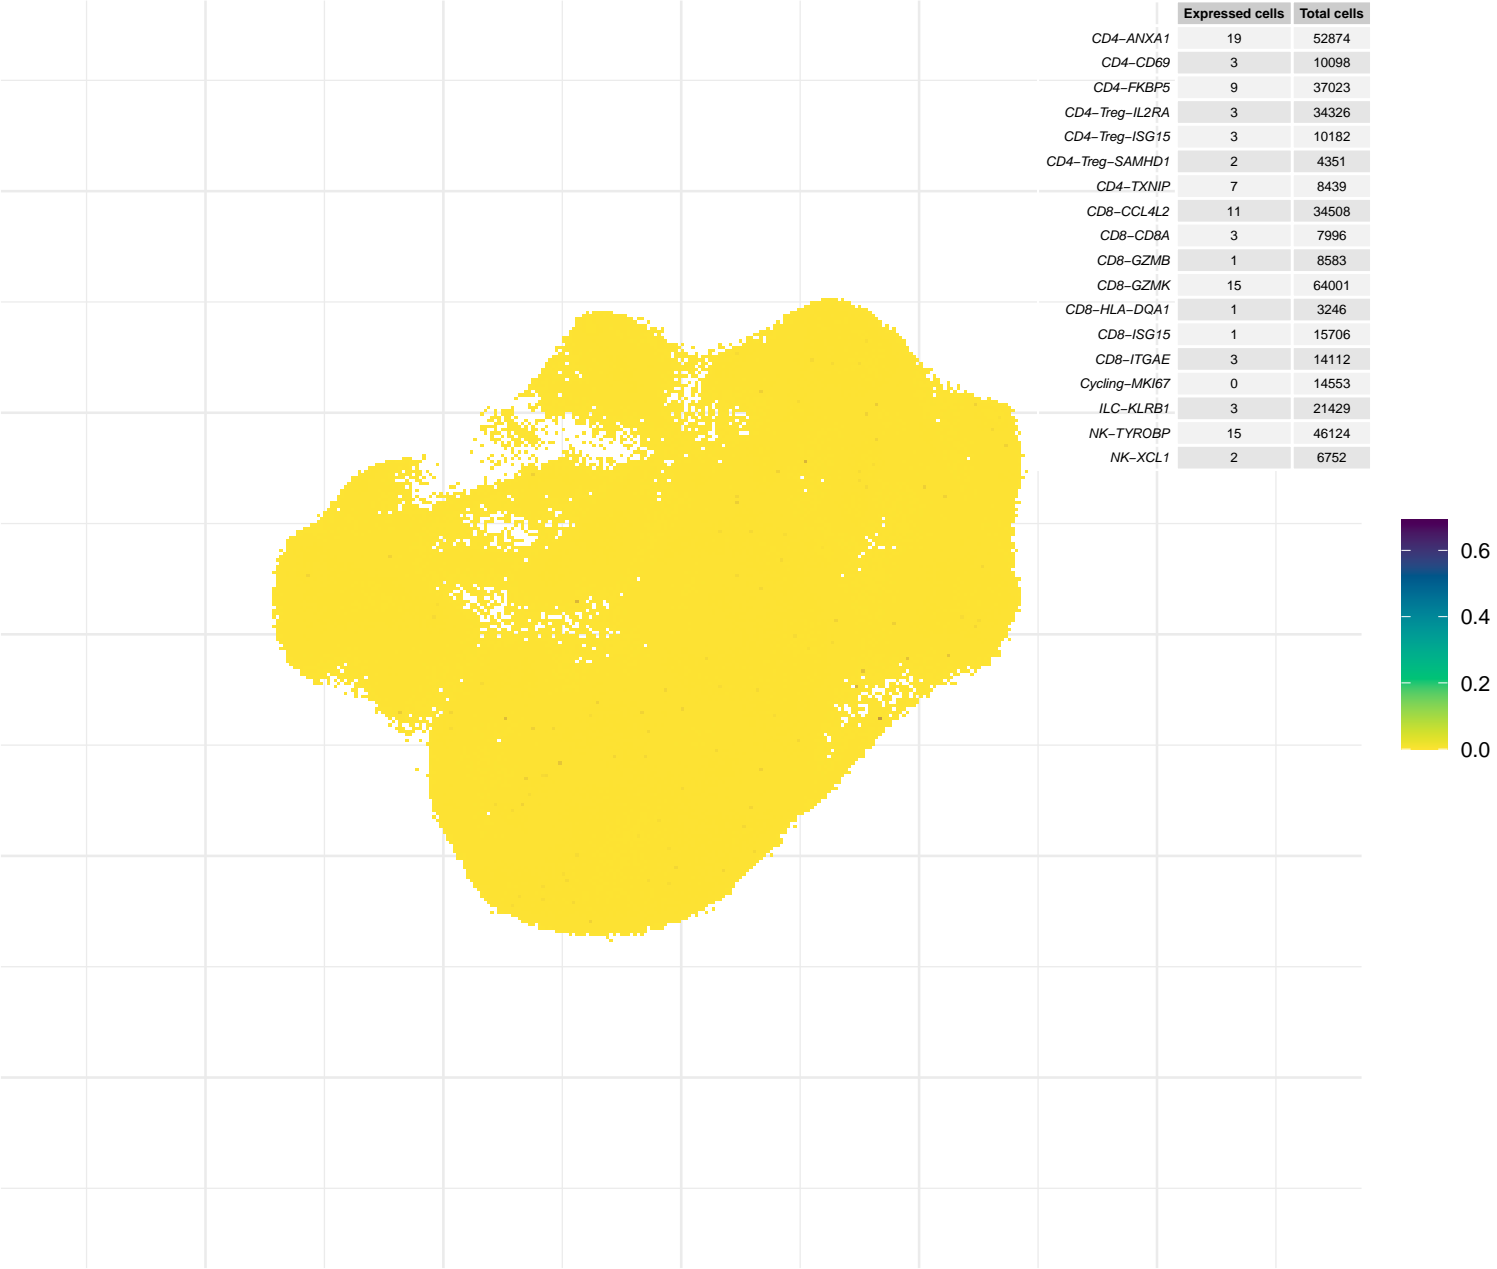 Expressed cells Total cells
CD4−ANXA1 19 52874
CD4−CD69 3 10098
CD4−FKBP5 9 37023
CD4−Treg−IL2RA 3 34326
CD4−Treg−ISG15 3 10182
CD4−Treg−SAMHD1 2 4351
CD4−TXNIP 7 8439
CD8−CCL4L2 11 34508
CD8−CD8A 3 7996
CD8−GZMB 1 8583
CD8−GZMK 15 64001
CD8−HLA−DQA1 1 3246
CD8−ISG15 1 15706
CD8−ITGAE 3 14112
Cycling−MKI67 0 14553
ILC−KLRB1 3 21429
NK−TYROBP 15 46124
NK−XCL1 2 6752
0.6
0.4
0.2
0.0